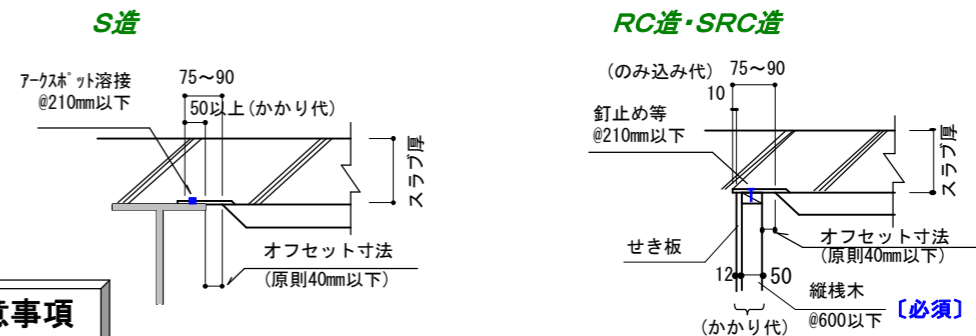 S造
アークスポット溶接
@210mm以下
75～90
50以上(かかり代)
スラブ厚
オフセット寸法
(原則40mm以下)
意事項
RC造・SRC造
(のみ込み代) 75～90
10
釘止め等
@210mm以下
スラブ厚
せき板
オフセット寸法
(原則40mm以下)
12 50
縦桟木
@600以下 〔必須〕
(かかり代)